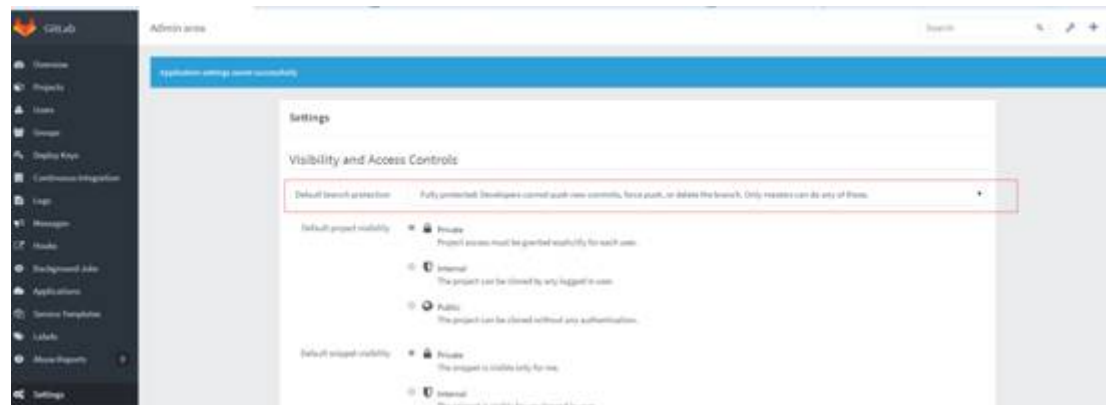 GitLab
Admin area
Search
Overview
Projects
Users
Groups
Deploy Keys
Continuous Integration
Logs
Messages
Hooks
Background Jobs
Applications
Service Templates
Labels
Abuse Reports 0
Settings
Application settings saved successfully
Settings
Visibility and Access Controls
Default branch protection Fully protected: Developers cannot push new commits, force push, or delete the branch. Only masters can do any of those.
Default project visibility Private
Project access must be granted explicitly for each user.
Internal
The project can be cloned by any logged in user.
Public
The project can be cloned without any authentication.
Default snippet visibility Private
The snippet is visible only for me.
Internal